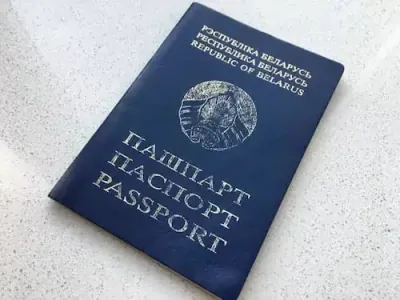 РЭСПУБЛІКА БЕЛАРУСЬ
РЕСПУБЛИКА БЕЛАРУСЬ
REPUBLIC OF BELARUS
ПАШПАРТ
ПАСПОРТ
PASSPORT